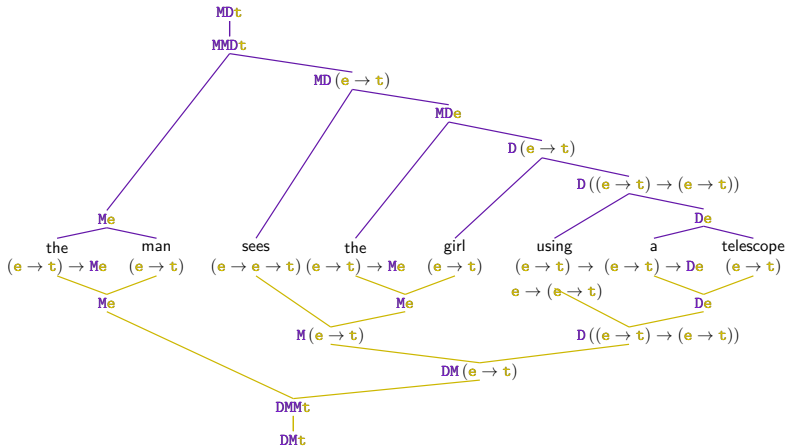 MDt
MMDt
MD(e → t)
MDe
D(e → t)
D((e → t) → (e → t))
Me De
the man sees the girl using a telescope
(e → t) → Me (e → t) (e → e → t) (e → t) → Me (e → t) (e → t) → (e → t) → De (e → t)
e → (e → t)
Me Me De
M(e → t) D((e → t) → (e → t))
DM(e → t)
DMMt
DMt